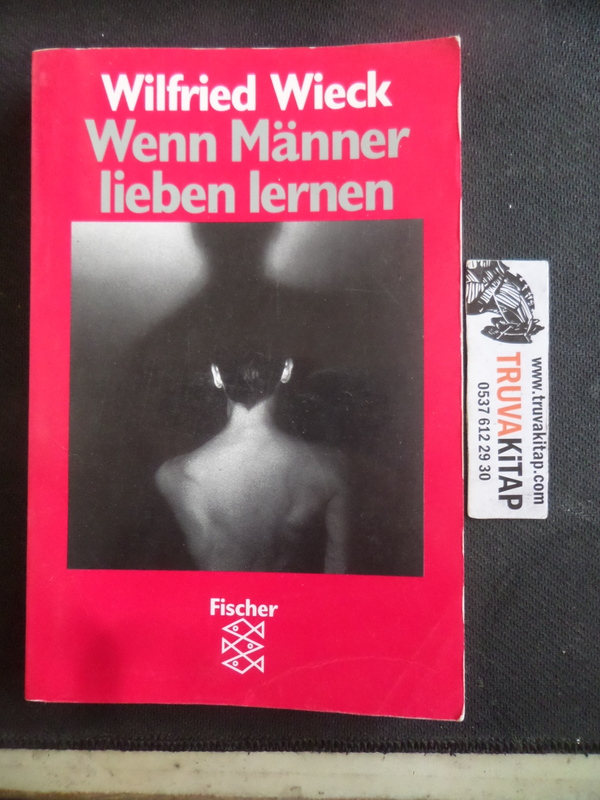 Wilfried Wieck
Wenn Männer
lieben lernen
Fischer
www.truvakitap.com
TRUVAKiTAP
0537 612 29 30